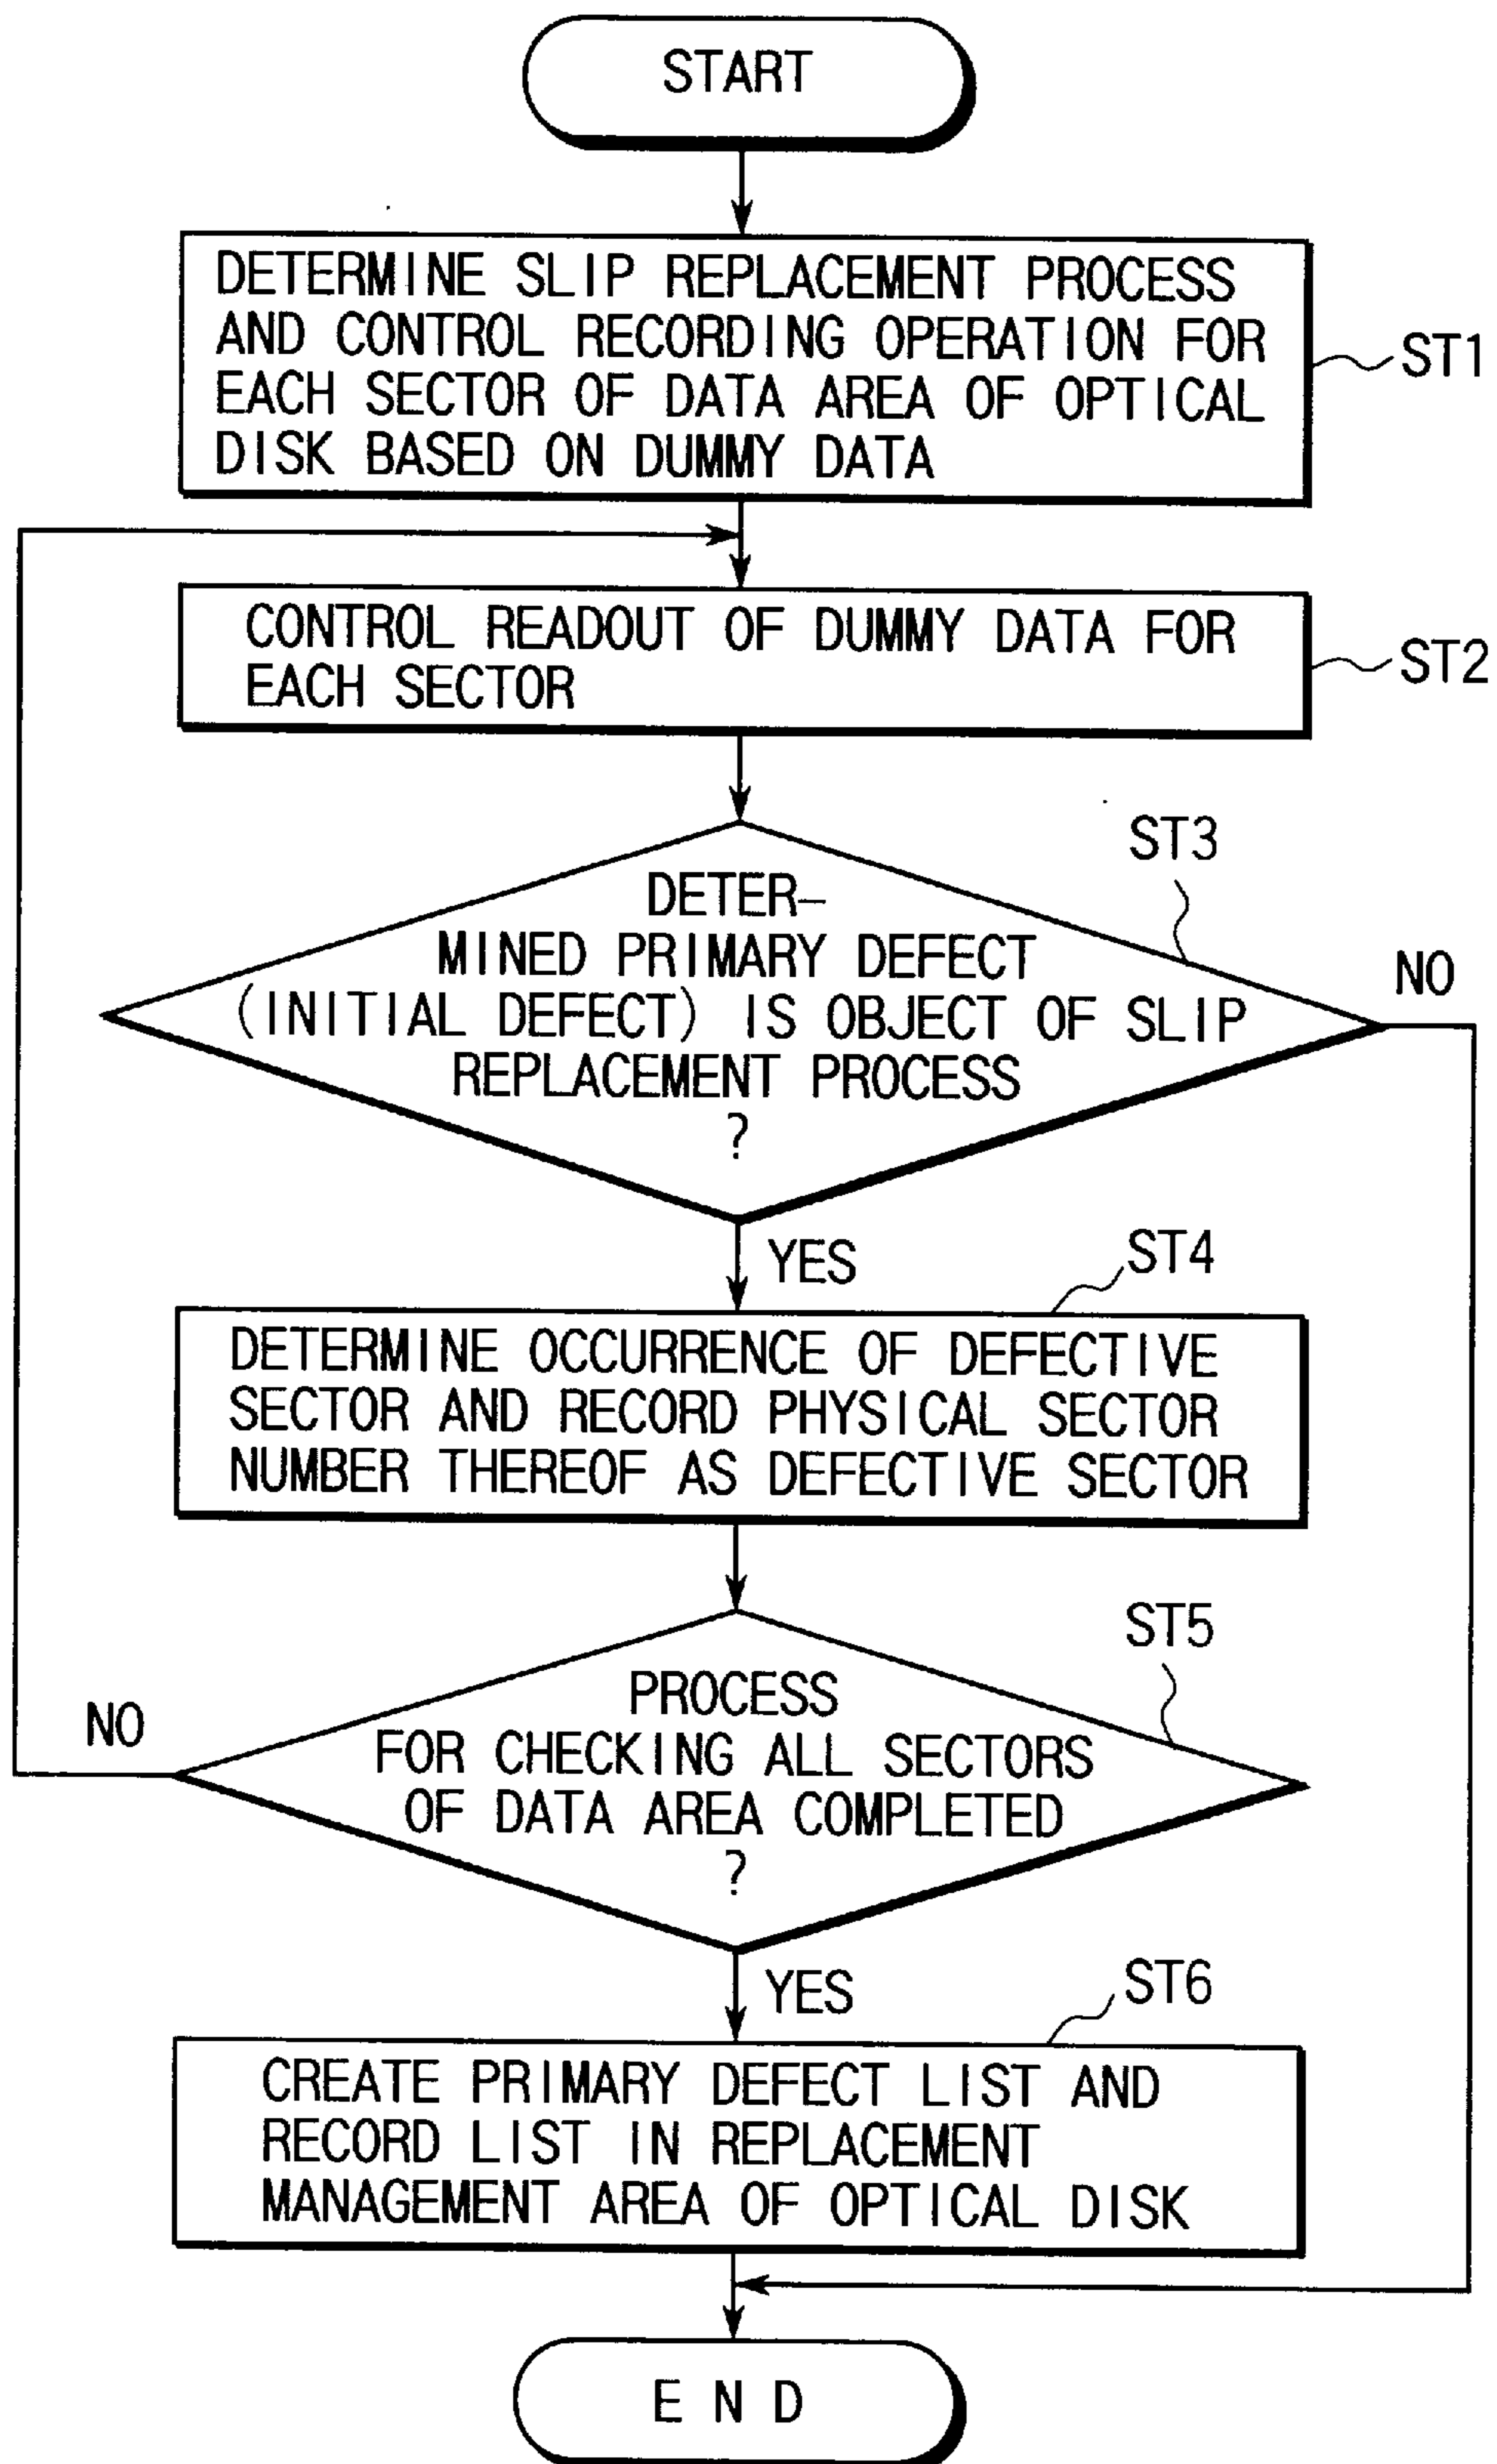 START
DETERMINE SLIP REPLACEMENT PROCESS
AND CONTROL RECORDING OPERATION FOR
EACH SECTOR OF DATA AREA OF OPTICAL
DISK BASED ON DUMMY DATA
ST1
CONTROL READOUT OF DUMMY DATA FOR
EACH SECTOR
ST2
ST3
DETER-
MINED PRIMARY DEFECT
(INITIAL DEFECT) IS OBJECT OF SLIP
REPLACEMENT PROCESS
?
NO
YES
ST4
DETERMINE OCCURRENCE OF DEFECTIVE
SECTOR AND RECORD PHYSICAL SECTOR
NUMBER THEREOF AS DEFECTIVE SECTOR
ST5
PROCESS
FOR CHECKING ALL SECTORS
OF DATA AREA COMPLETED
?
NO
YES
ST6
CREATE PRIMARY DEFECT LIST AND
RECORD LIST IN REPLACEMENT
MANAGEMENT AREA OF OPTICAL DISK
END